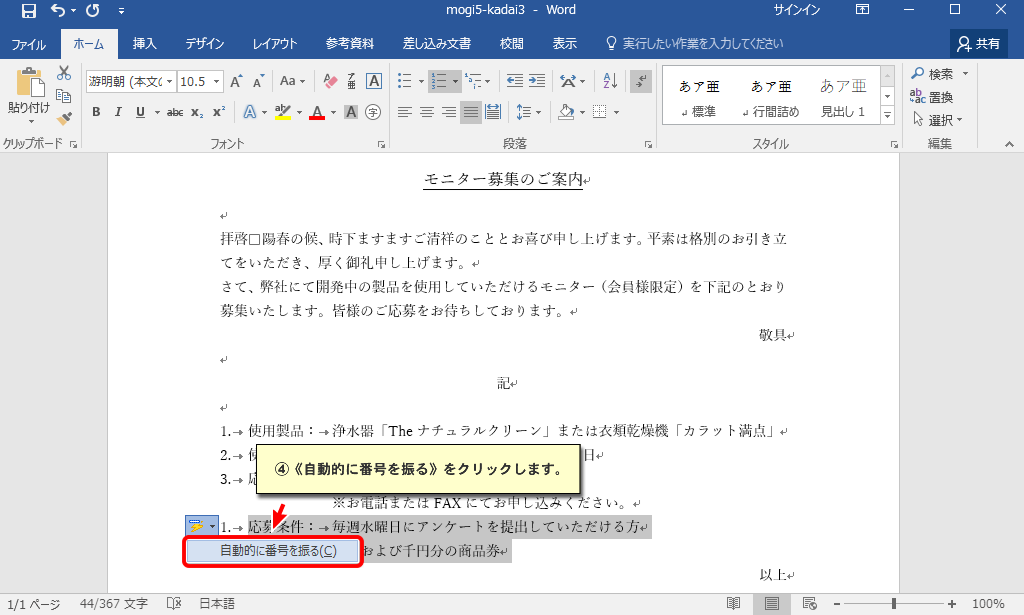 mogi5-kadai3 - Word
サインイン
ファイル ホーム 挿入 デザイン レイアウト 参考資料 差し込み文書 校閲 表示 実行したい作業を入力してください 共有
貼り付け
游明朝 (本文の 10.5
A A Aa ア亜 A
B I U abc x₂ x² A ab A A 字
あア亜 あア亜 あア亜
↲標準 ↲行間詰め 見出し 1
検索
置換
選択
クリップボード フォント 段落 スタイル 編集
モニター募集のご案内↵
↵
拝啓□陽春の候、時下ますますご清祥のこととお喜び申し上げます。平素は格別のお引き立
てをいただき、厚く御礼申し上げます。↵
さて、弊社にて開発中の製品を使用していただけるモニター（会員様限定）を下記のとおり
募集いたします。皆様のご応募をお待ちしております。↵
敬具↵
↵
記↵
↵
1.→ 使用製品：→浄水器「The ナチュラルクリーン」または衣類乾燥機「カラット満点」↵
2.→ 日↵
3.→
④《自動的に番号を振る》をクリックします。
※お電話または FAX にてお申し込みください。↵
1.→ 応募条件：→毎週水曜日にアンケートを提出していただける方↵
自動的に番号を振る(C)
および千円分の商品券↵
以上↵
1/1 ページ 44/367 文字 日本語 100%